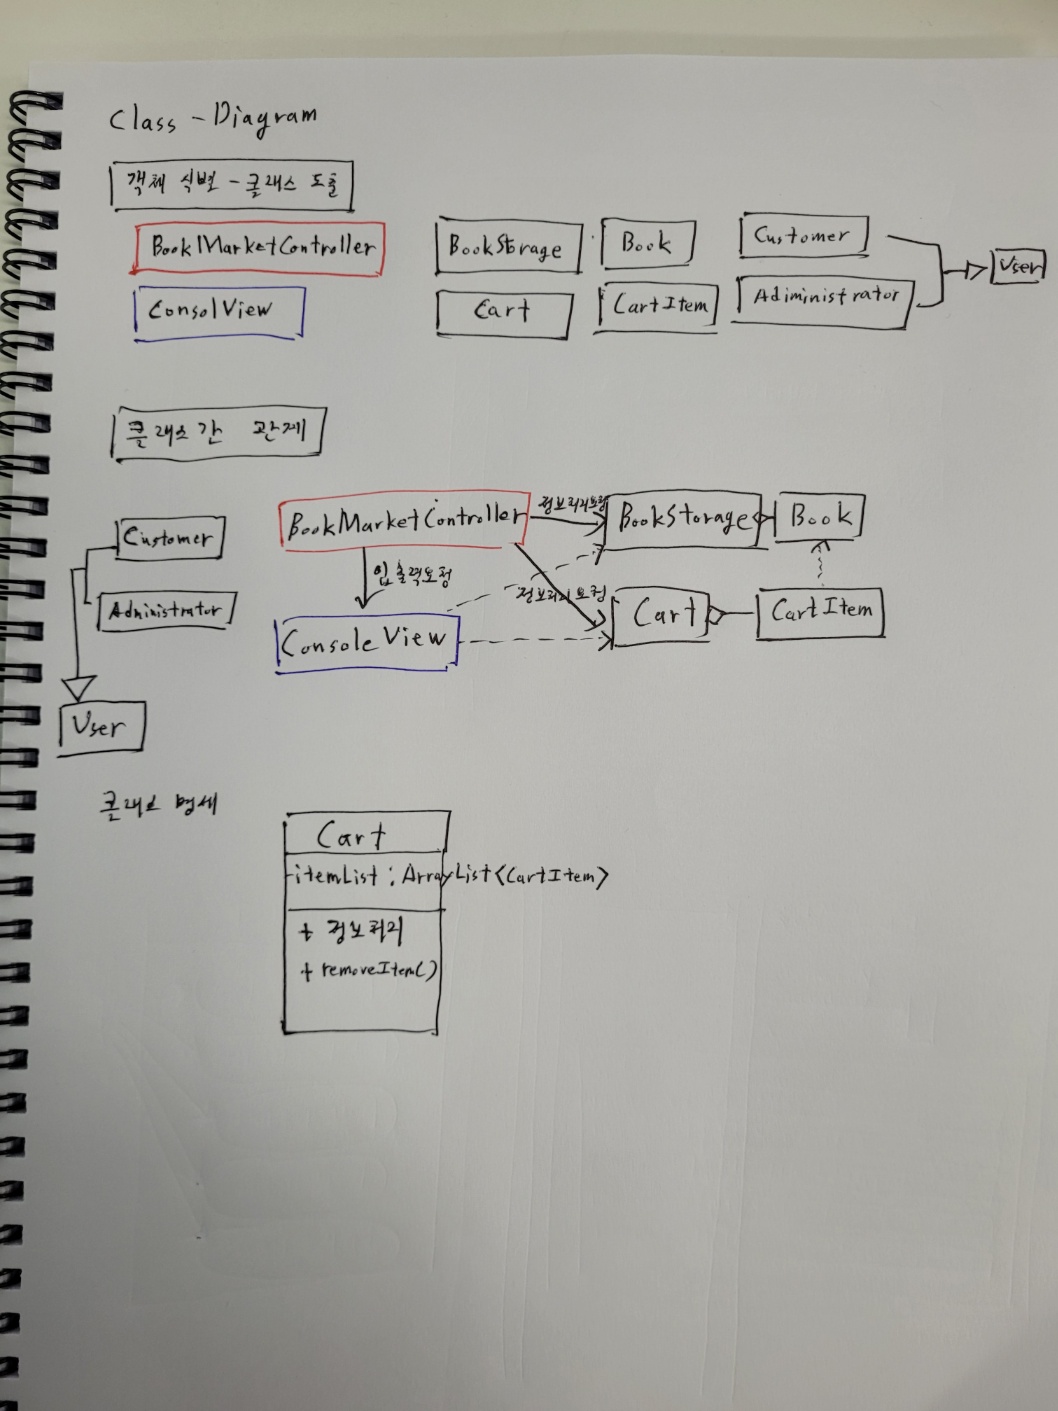 Class - Diagram
객체 식별 - 클래스 도출
BookMarketController
BookStorage
Book
Customer
User
ConsolView
Cart
CartItem
Adiministrator
클래스 간 관계
Customer
BookMarketController
정보처리요청
BookStorage
Book
입출력요청
Administrator
정보처리요청
Console View
Cart
CartItem
User
클래스 명세
Cart
-itemList : ArrayList<CartItem>
+ 정보처리
+ removeItem()